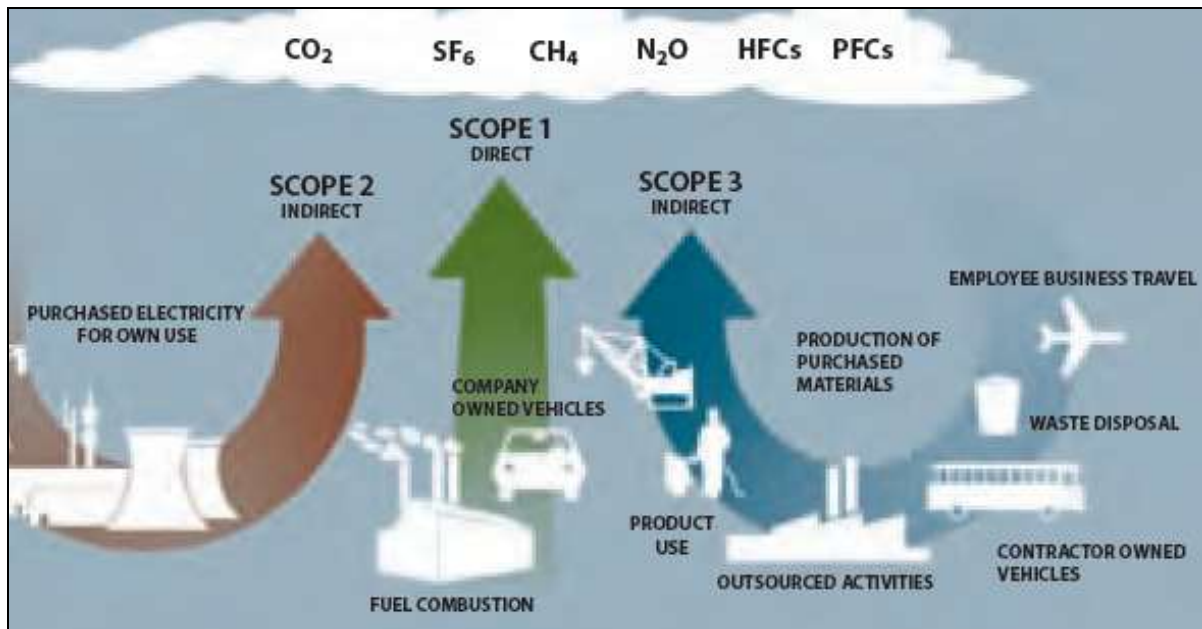 CO₂ SF₆ CH₄ N₂O HFCs PFCs
SCOPE 1
DIRECT
SCOPE 2
INDIRECT
SCOPE 3
INDIRECT
PURCHASED ELECTRICITY
FOR OWN USE
COMPANY
OWNED VEHICLES
FUEL COMBUSTION
PRODUCT
USE
PRODUCTION OF
PURCHASED
MATERIALS
OUTSOURCED ACTIVITIES
EMPLOYEE BUSINESS TRAVEL
WASTE DISPOSAL
CONTRACTOR OWNED
VEHICLES